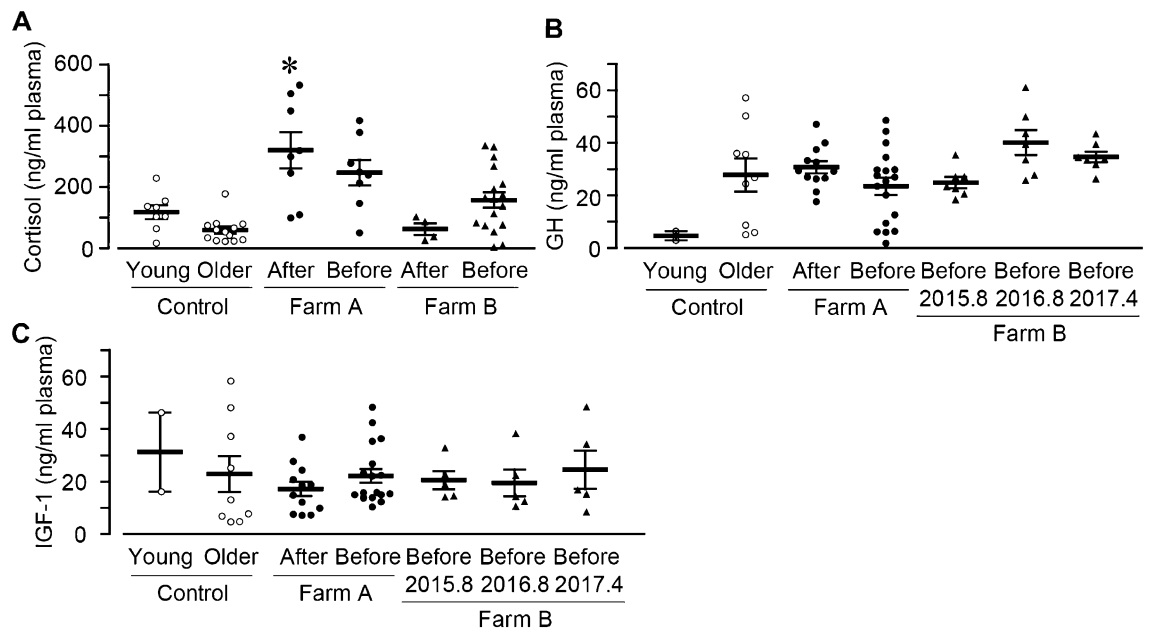 A
Cortisol (ng/ml plasma)
600
400
200
0
*
Young Older After Before After Before
Control Farm A Farm B
B
GH (ng/ml plasma)
60
40
20
0
Young Older After Before Before Before Before
2015.8 2016.8 2017.4
Control Farm A
Farm B
C
IGF-1 (ng/ml plasma)
60
40
20
0
Young Older After Before Before Before Before
2015.8 2016.8 2017.4
Control Farm A
Farm B